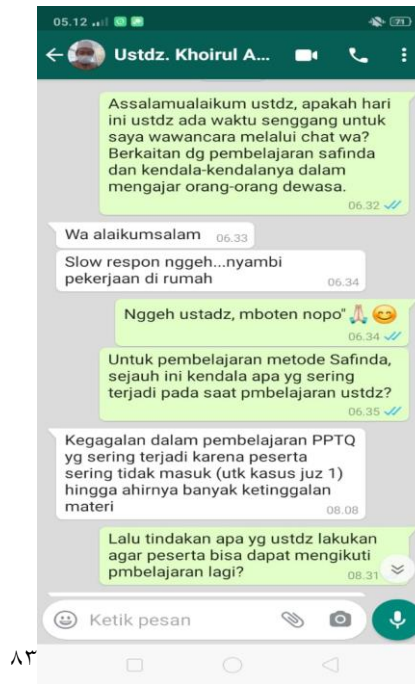 05.12
71
Ustdz. Khoirul A...
Assalamualaikum ustdz, apakah hari
ini ustdz ada waktu senggang untuk
saya wawancara melalui chat wa?
Berkaitan dg pembelajaran safinda
dan kendala-kendalanya dalam
mengajar orang-orang dewasa.
06.32
Wa alaikumsalam 06.33
Slow respon nggeh...nyambi
pekerjaan di rumah 06.34
Nggeh ustadz, mboten nopo"
06.34
Untuk pembelajaran metode Safinda,
sejauh ini kendala apa yg sering
terjadi pada saat pmbelajaran ustdz?
06.35
Kegagalan dalam pembelajaran PPTQ
yg sering terjadi karena peserta
sering tidak masuk (utk kasus juz 1)
hingga ahirnya banyak ketinggalan
materi 08.08
Lalu tindakan apa yg ustdz lakukan
agar peserta bisa dapat mengikuti
pmbelajaran lagi? 08.31
Ketik pesan
٨٣